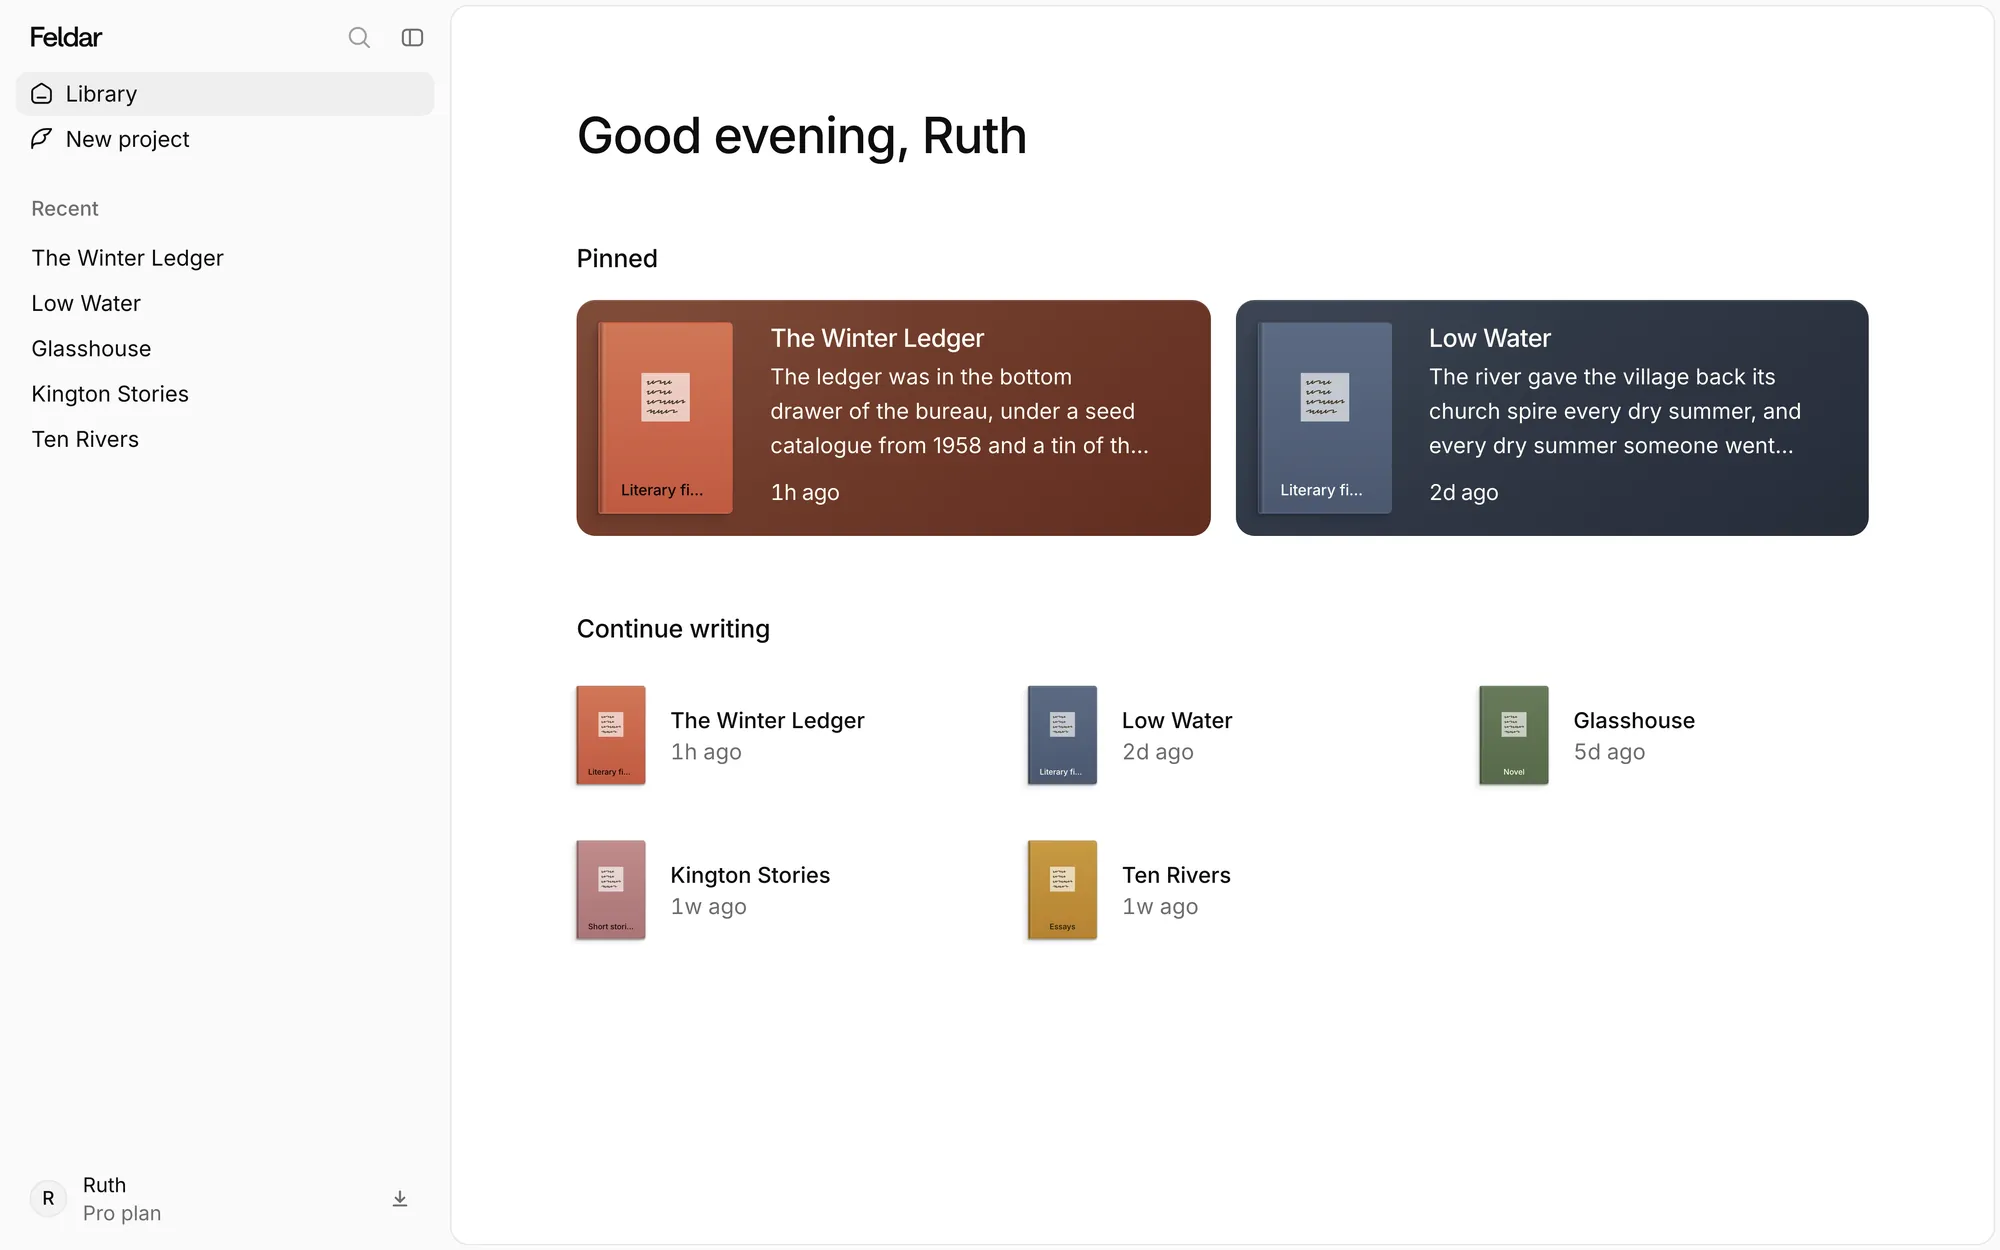 Feldar
Library
New project
Recent
The Winter Ledger
Low Water
Glasshouse
Kington Stories
Ten Rivers
R
Ruth
Pro plan
Good evening, Ruth
Pinned
Literary fi...
The Winter Ledger
The ledger was in the bottom
drawer of the bureau, under a seed
catalogue from 1958 and a tin of th...
1h ago
Literary fi...
Low Water
The river gave the village back its
church spire every dry summer, and
every dry summer someone went...
2d ago
Continue writing
Literary fi...
The Winter Ledger
1h ago
Literary fi...
Low Water
2d ago
Novel
Glasshouse
5d ago
Short stori...
Kington Stories
1w ago
Essays
Ten Rivers
1w ago